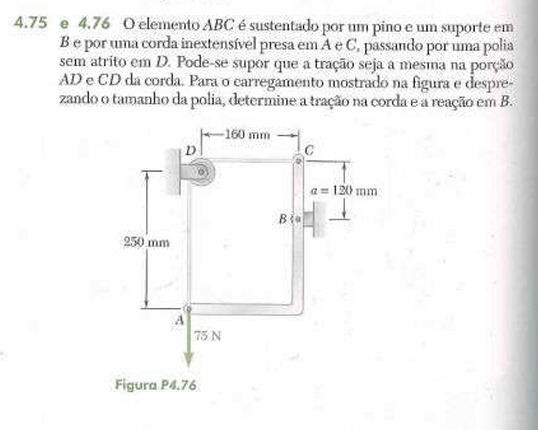 4.75 e 4.76 O elemento ABC é sustentado por um pino e um suporte em
B e por uma corda inextensível presa em A e C, passando por uma polia
sem atrito em D. Pode-se supor que a tração seja a mesma na porção
AD e CD da corda. Para o carregamento mostrado na figura e despre-
zando o tamanho da polia, determine a tração na corda e a reação em B.
160 mm
D
C
a = 120 mm
B
250 mm
A
75 N
Figura P4.76